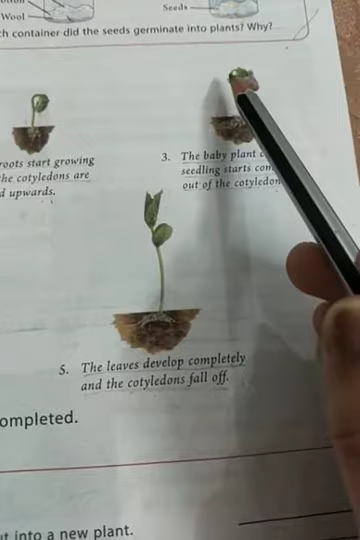 Wool
Seeds
ch container did the seeds germinate into plants? Why?
roots start growing
he cotyledons are
d upwards.
3. The baby plant
seedling starts com
out of the cotyledon
5. The leaves develop completely
and the cotyledons fall off.
ompleted.
ut into a new plant.